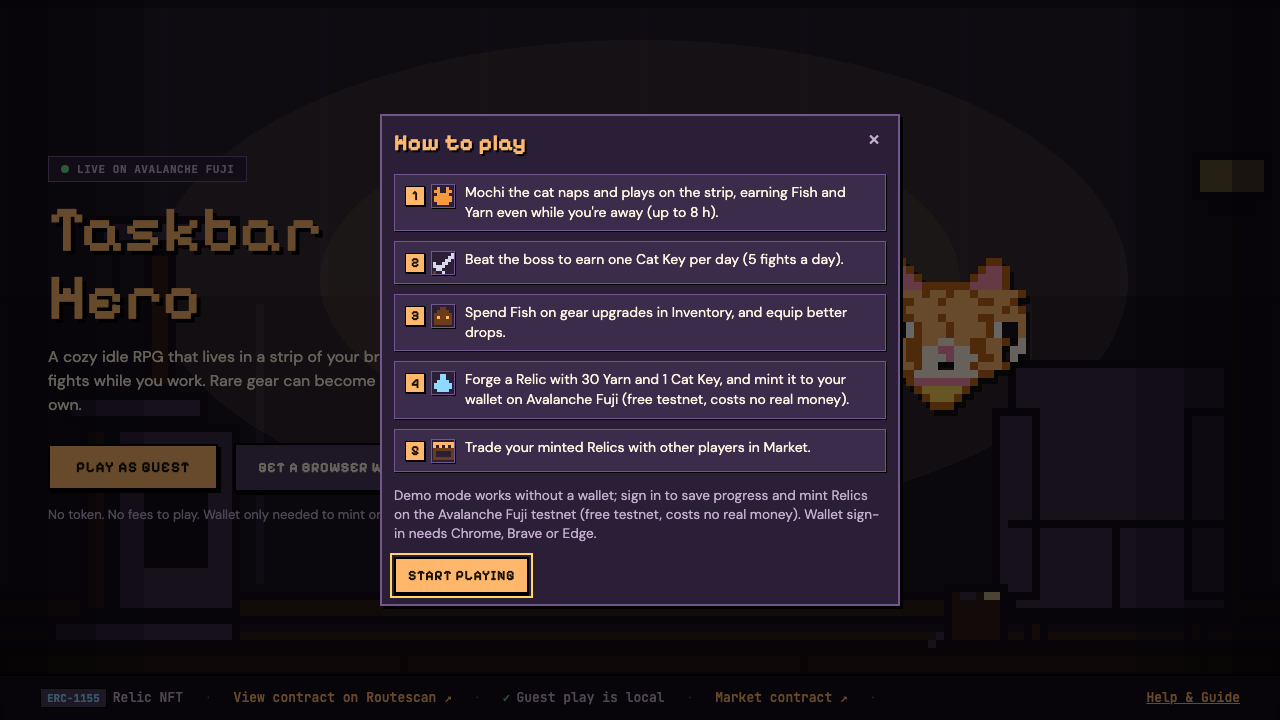 How to play
×
1 Mochi the cat naps and plays on the strip, earning Fish and
Yarn even while you're away (up to 8 h).
2 Beat the boss to earn one Cat Key per day (5 fights a day).
3 Spend Fish on gear upgrades in Inventory, and equip better
drops.
4 Forge a Relic with 30 Yarn and 1 Cat Key, and mint it to your
wallet on Avalanche Fuji (free testnet, costs no real money).
5 Trade your minted Relics with other players in Market.
Demo mode works without a wallet; sign in to save progress and mint Relics
on the Avalanche Fuji testnet (free testnet, costs no real money). Wallet sign-
in needs Chrome, Brave or Edge.
START PLAYING
LIVE ON AVALANCHE FUJI
Taskbar
Hero
A cozy idle RPG that lives in a strip of your
fights while you work. Rare gear can become
own.
PLAY AS GUEST
GET A BROWSER
No token. No fees to play. Wallet only needed to mint
ERC-1155 Relic NFT · View contract on Routescan ↗ · ✓ Guest play is local · Market contract ↗ ·
Help & Guide